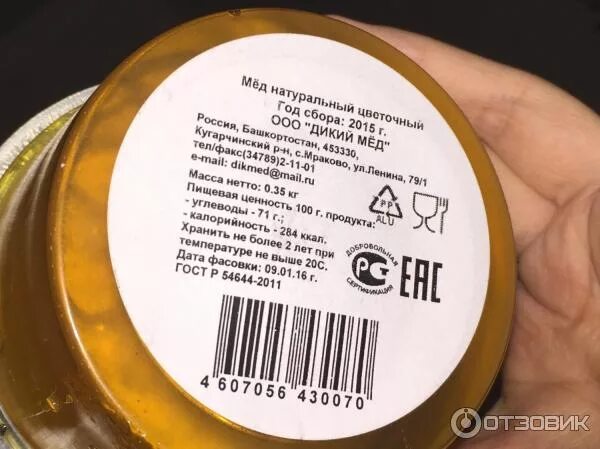 Мёд натуральный цветочный
Год сбора: 2015 г.
ООО "ДИКИЙ МЁД"
Россия, Башкортостан, 453330,
Кугарчинский р-н, с.Мраково, ул.Ленина, 79/1
тел/факс(34789)2-11-01
e-mail: dikmed@mail.ru
Масса нетто: 0.35 кг
Пищевая ценность 100 г. продукта:
- углеводы - 71 г.;
- калорийность - 284 ккал.
Хранить не более 2 лет при
температуре не выше 20С.
Дата фасовки: 09.01.16 г.
ГОСТ Р 54644-2011
PP
ALU
ДОБРОВОЛЬНАЯ
РСТ
СЕРТИФИКАЦИЯ
ЕАС
4 607056 430070
ОТЗОВИК